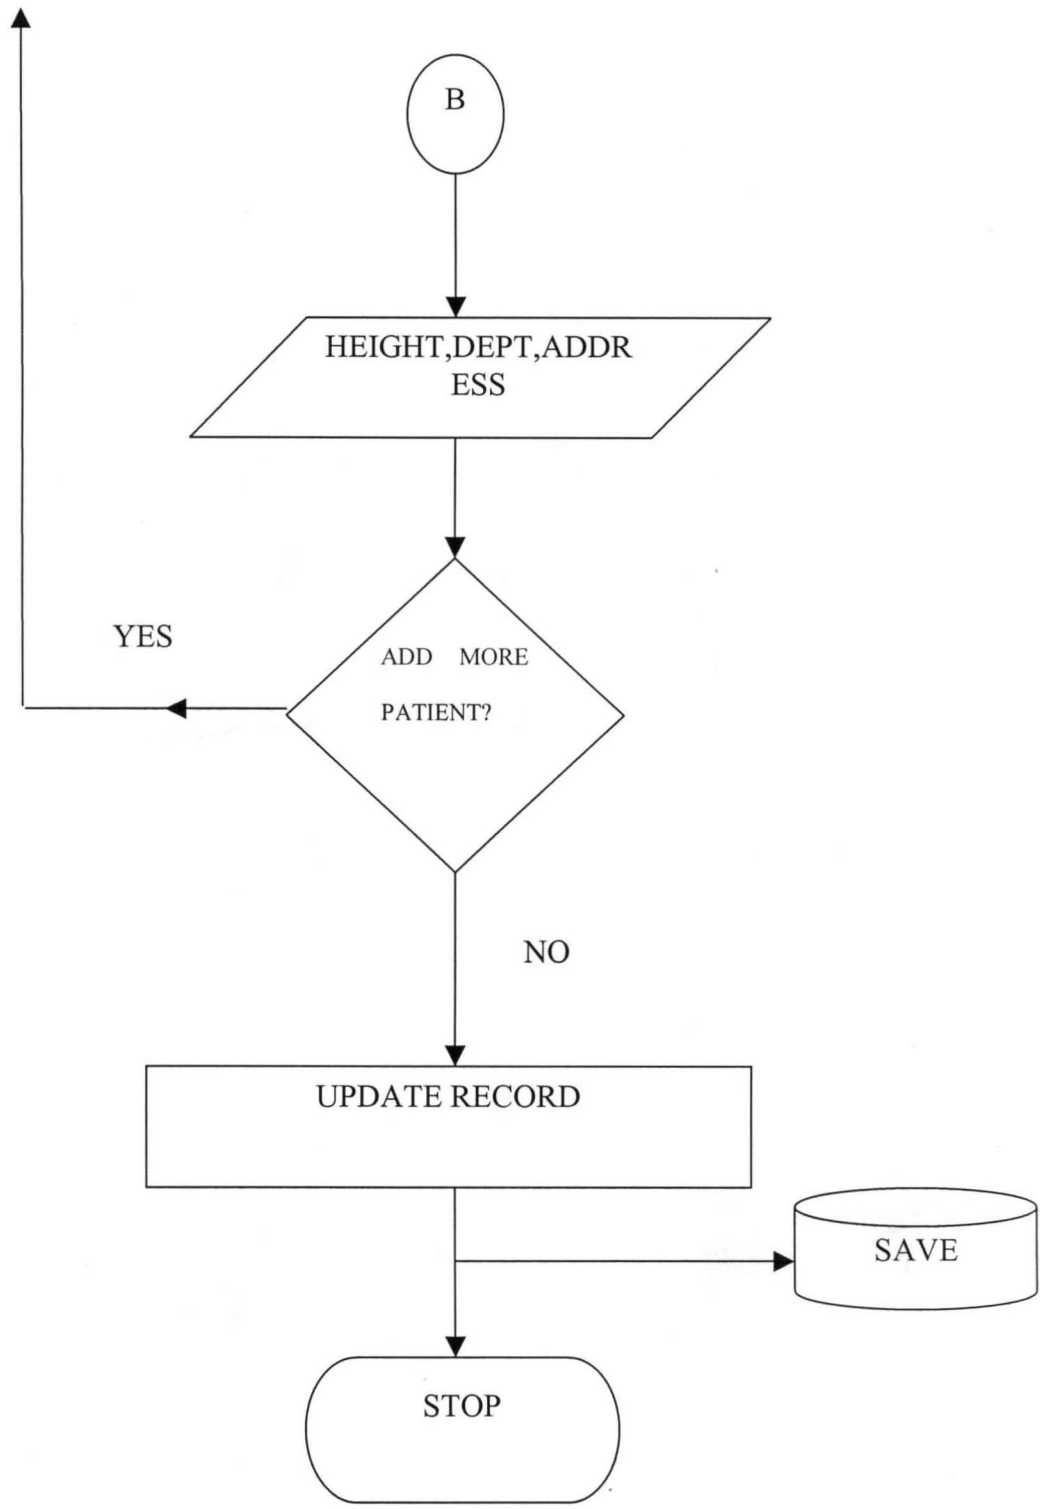 B
HEIGHT,DEPT,ADDR
ESS
YES
ADD MORE
PATIENT?
NO
UPDATE RECORD
SAVE
STOP